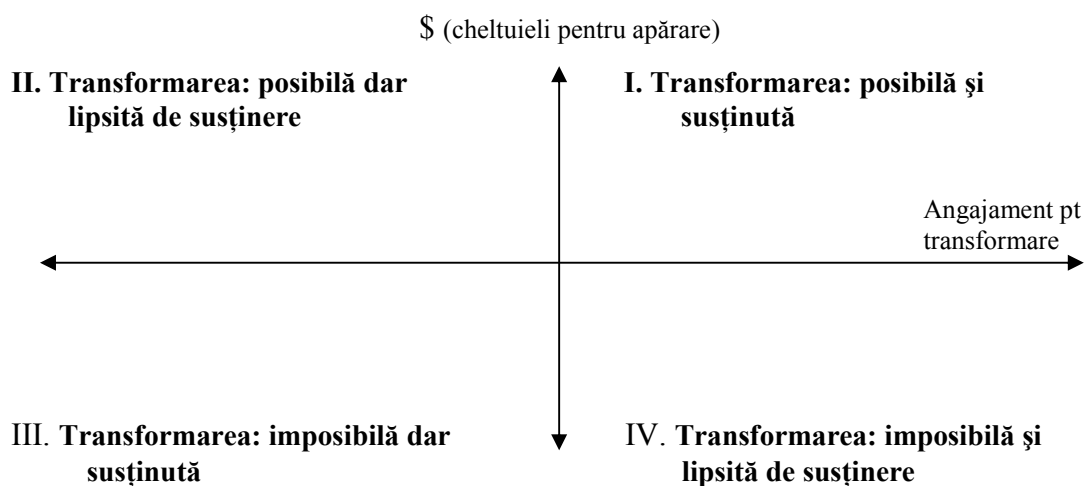 $ (cheltuieli pentru apărare)
II. Transformarea: posibilă dar
lipsită de susținere
I. Transformarea: posibilă şi
susținută
Angajament pt
transformare
III. Transformarea: imposibilă dar
susținută
IV. Transformarea: imposibilă şi
lipsită de susținere